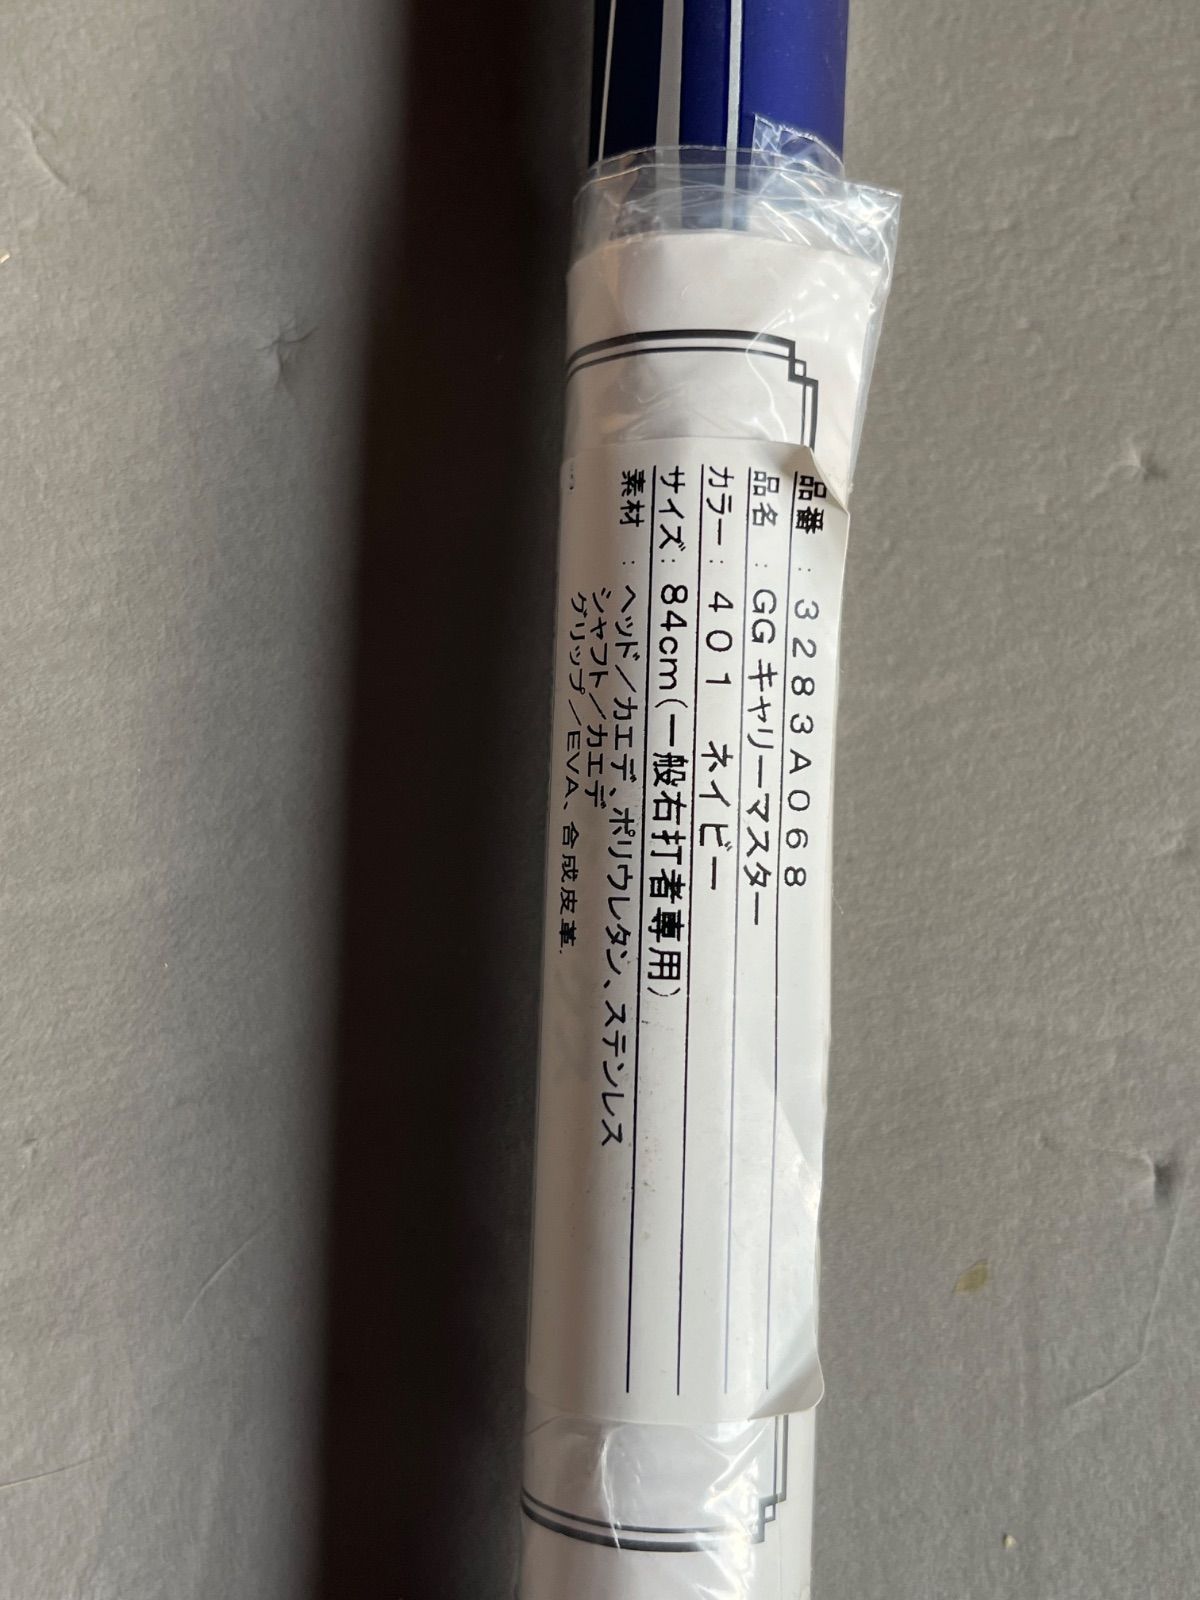 品番 : 3283A068
品名 : GG キャリーマスター
カラー : 401 ネイビー
サイズ : 84cm(一般右打者専用)
素材 : ヘッド／カエデ、ポリウレタン、ステンレス
シャフト／カエデ
グリップ／EVA、合成皮革.